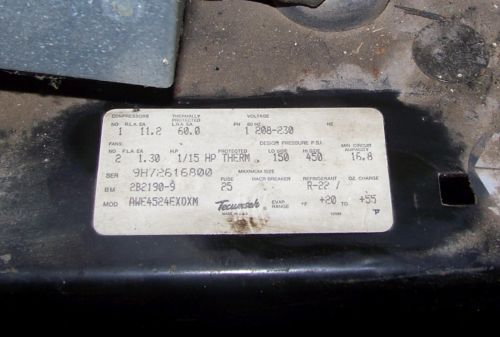 COMPRESSORS THERMALLY PROTECTED VOLTAGE
NO R.L.A. EA L.R.A. EA PH 60 HZ HZ
1 11.2 60.0 1 208-230
FANS DESIGN PRESSURE P.S.I. MIN CIRCUIT
NO F.L.A. EA H.P. PROTECTED LO SIDE HI SIDE AMPACITY
2 1.30 1/15 HP THERM. 150 450 16.8
SER 9H72616800 MAXIMUM SIZE
FUSE HACR BREAKER REFRIGERANT OZ. CHARGE
B/M 2B2190-9 25 R-22 /
MOD AWE4524EXDXM Tecumseh EVAP. RANGE °F +20 TO +55
MADE IN U.S.A. P